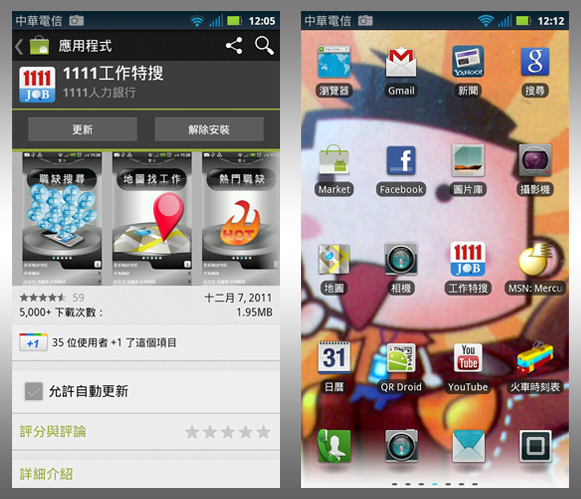 中華電信 12:05
應用程式
1111 JOB
1111工作特搜
1111人力銀行
更新 解除安裝
職缺搜尋 地圖找工作 熱門職缺
HOT
59 十二月 7, 2011
5,000+ 下載次數： 1.95MB
+1 35 位使用者 +1 了這個項目
允許自動更新
評分與評論
詳細介紹
中華電信 12:12
YAHOO! g
瀏覽器 Gmail 新聞 搜尋
f
Market Facebook 圖片庫 攝影機
1111 JOB
地圖 相機 工作特搜 MSN: Mercu
31 You Tube
日曆 QR Droid YouTube 火車時刻表